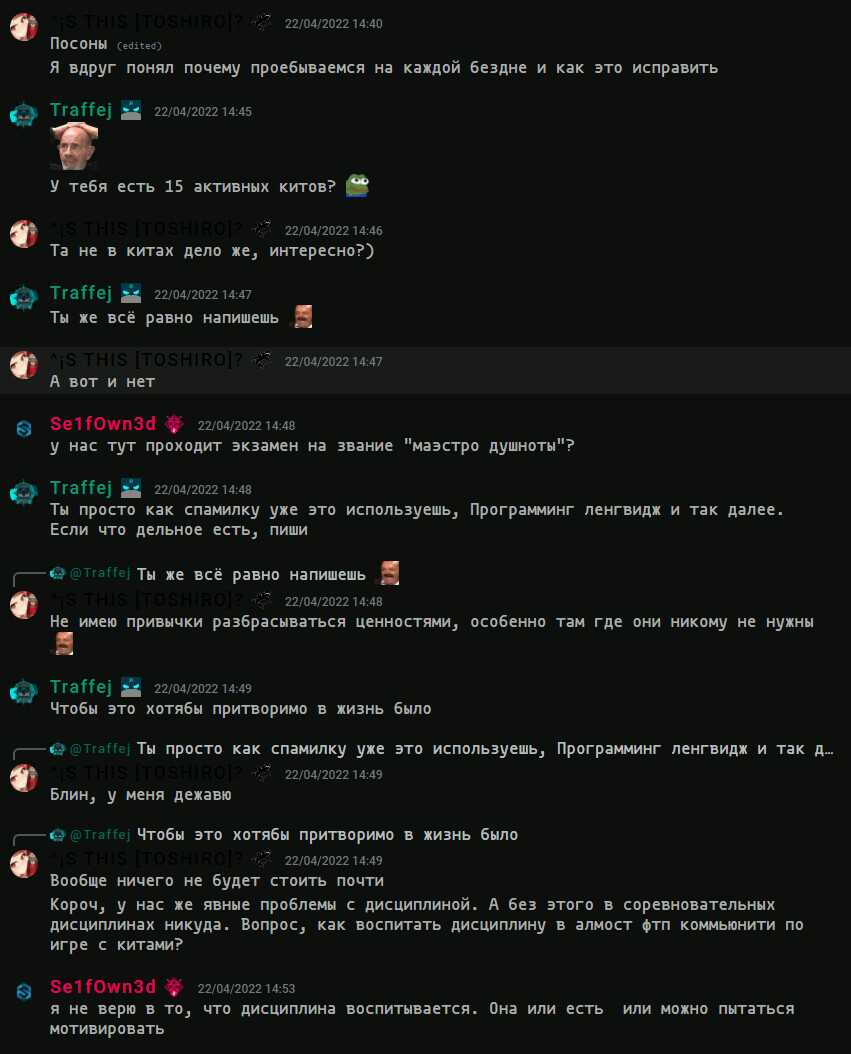 ^¡S THIS [TOSHIRO]? 22/04/2022 14:40
Посоны (edited)
Я вдруг понял почему проебываемся на каждой бездне и как это исправить
Traffej 22/04/2022 14:45
У тебя есть 15 активных китов?
^¡S THIS [TOSHIRO]? 22/04/2022 14:46
Та не в китах дело же, интересно?)
Traffej 22/04/2022 14:47
Ты же всё равно напишешь
^¡S THIS [TOSHIRO]? 22/04/2022 14:47
А вот и нет
Se1fOwn3d 22/04/2022 14:48
у нас тут проходит экзамен на звание "маэстро душноты"?
Traffej 22/04/2022 14:48
Ты просто как спамилку уже это используешь, Программинг ленгвидж и так далее.
Если что дельное есть, пиши
@Traffej Ты же всё равно напишешь
^¡S THIS [TOSHIRO]? 22/04/2022 14:48
Не имею привычки разбрасываться ценностями, особенно там где они никому не нужны
Traffej 22/04/2022 14:49
Чтобы это хотябы притворимо в жизнь было
@Traffej Ты просто как спамилку уже это используешь, Программинг ленгвидж и так д…
^¡S THIS [TOSHIRO]? 22/04/2022 14:49
Блин, у меня дежавю
@Traffej Чтобы это хотябы притворимо в жизнь было
^¡S THIS [TOSHIRO]? 22/04/2022 14:49
Вообще ничего не будет стоить почти
Короч, у нас же явные проблемы с дисциплиной. А без этого в соревновательных
дисциплинах никуда. Вопрос, как воспитать дисциплину в алмост фтп коммьюнити по
игре с китами?
Se1fOwn3d 22/04/2022 14:53
я не верю в то, что дисциплина воспитывается. Она или есть или можно пытаться
мотивировать